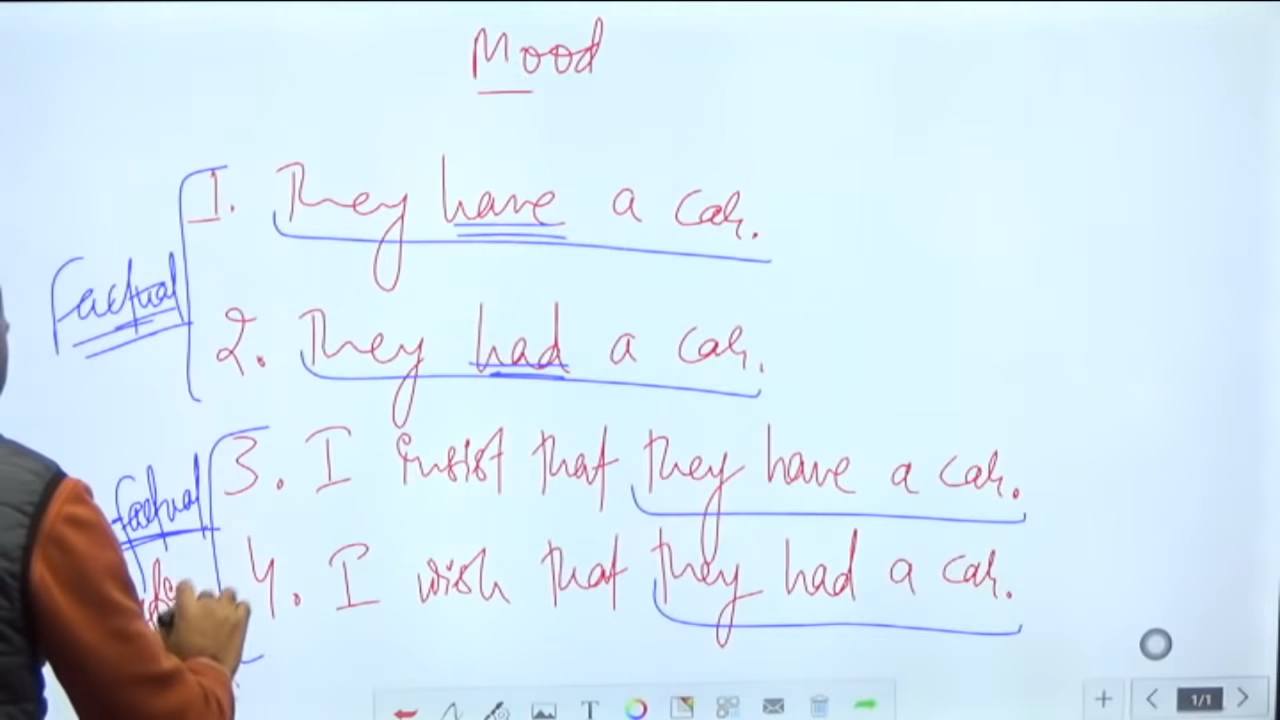 Mood
1. They have a car.
Factual
2. They had a car.
3. I insist that they have a car.
factual
4. I wish that they had a car.
T
1/1